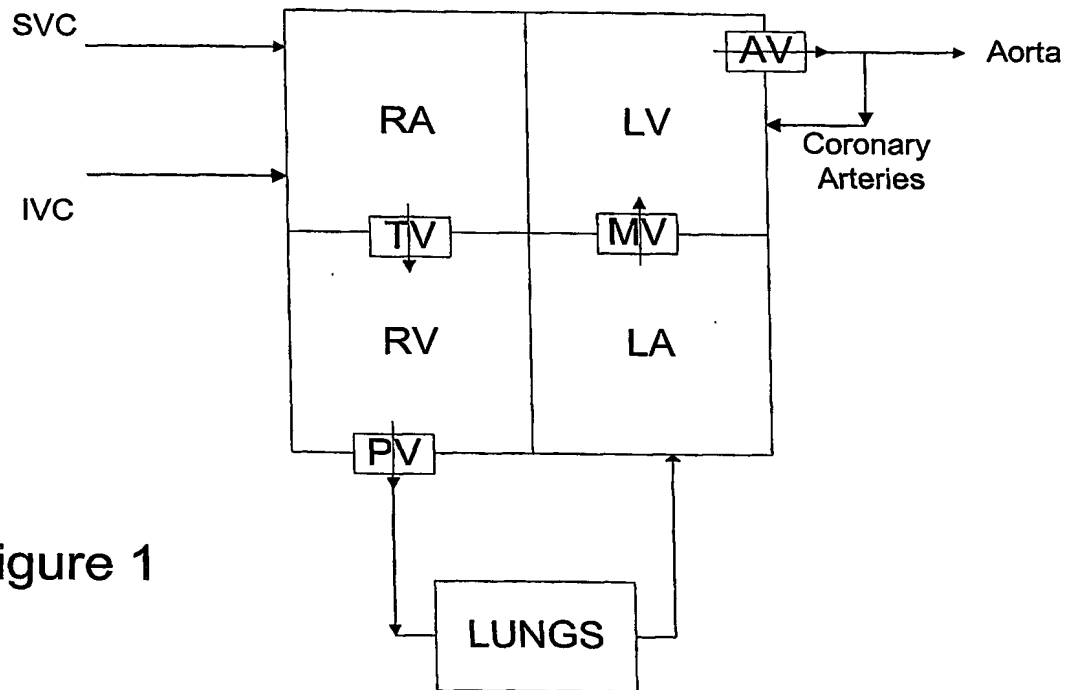 SVC
AV
Aorta
RA
LV
Coronary
Arteries
IVC
TV
MV
RV
LA
PV
igure 1
LUNGS